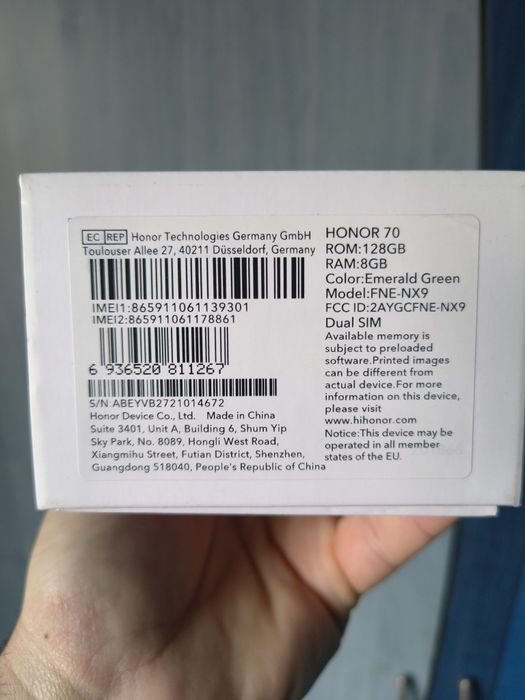 EC REP Honor Technologies Germany GmbH
Toulouser Allee 27, 40211 Düsseldorf, Germany
IMEI1:865911061139301
IMEI2:865911061178861
6 936520 811267
S/N:ABEYVB2721014672
Honor Device Co., Ltd. Made in China
Suite 3401, Unit A, Building 6, Shum Yip
Sky Park, No. 8089, Hongli West Road,
Xiangmihu Street, Futian District, Shenzhen,
Guangdong 518040, People's Republic of China
HONOR 70
ROM:128GB
RAM:8GB
Color:Emerald Green
Model:FNE-NX9
FCC ID:2AYGCFNE-NX9
Dual SIM
Available memory is
subject to preloaded
software.Printed images
can be different from
actual device.For more
information on this device,
please visit
www.hihonor.com
Notice:This device may be
operated in all member
states of the EU.